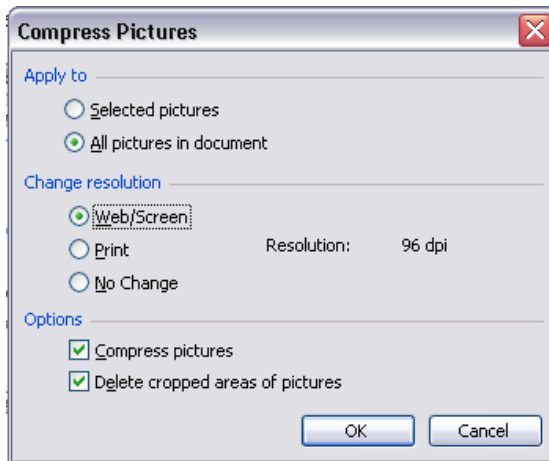 Compress Pictures
Apply to
Selected pictures
All pictures in document
Change resolution
Web/Screen
Print Resolution: 96 dpi
No Change
Options
Compress pictures
Delete cropped areas of pictures
OK Cancel